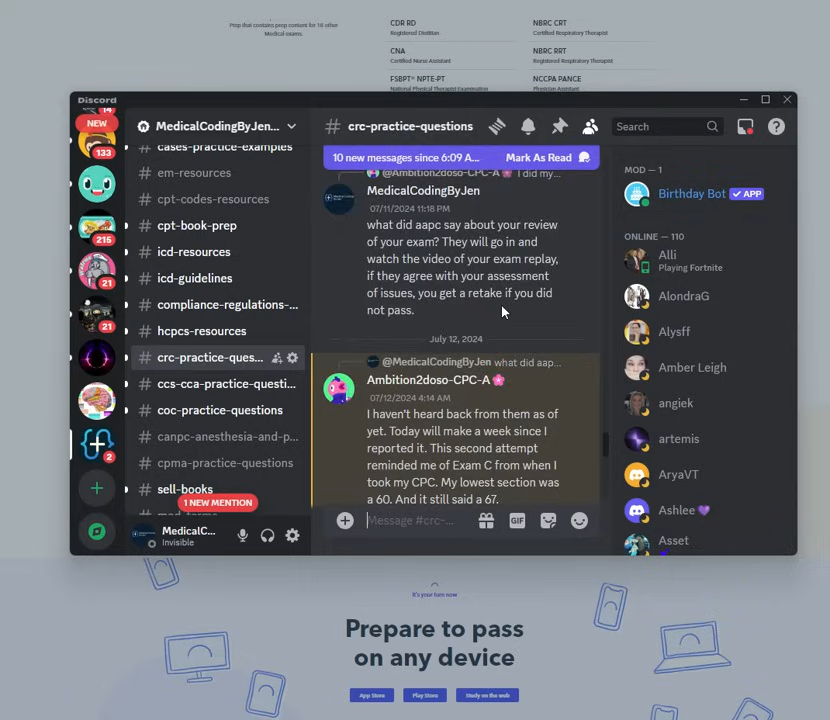 Prep that contains prep content for 18 other
Medical exams.
CDR RD
Registered Dietitian
NBRC CRT
Certified Respiratory Therapist
CNA
Certified Nurse Assistant
NBRC RRT
Registered Respiratory Therapist
FSBPT® NPTE-PT
National Physical Therapist Examination
NCCPA PANCE
Physician Assistant
Discord
14
NEW
133
215
21
21
2
MedicalCodingByJen...
cases-practice-examples
em-resources
cpt-codes-resources
cpt-book-prep
icd-resources
icd-guidelines
compliance-regulations-...
hcpcs-resources
crc-practice-ques...
ccs-cca-practice-questi...
coc-practice-questions
canpc-anesthesia-and-p...
cpma-practice-questions
sell-books
1 NEW MENTION
MedicalC...
Invisible
# crc-practice-questions
Search
10 new messages since 6:09 A... Mark As Read
@Ambition2doso-CPC-A🌸 I did my...
MedicalCodingByJen
07/11/2024 11:18 PM
what did aapc say about your review
of your exam? They will go in and
watch the video of your exam replay,
if they agree with your assessment
of issues, you get a retake if you did
not pass.
July 12, 2024
@MedicalCodingByJen what did aap...
Ambition2doso-CPC-A🌸
07/12/2024 4:14 AM
I haven't heard back from them as of
yet. Today will make a week since I
reported it. This second attempt
reminded me of Exam C from when I
took my CPC. My lowest section was
a 60. And it still said a 67.
Message #crc-...
GIF
MOD — 1
Birthday Bot ✓ APP
ONLINE — 110
Alli
Playing Fortnite
AlondraG
Alysff
Amber Leigh
angiek
artemis
AryaVT
Ashlee 💜
Asset
It's your turn now
Prepare to pass
on any device
App Store
Play Store
Study on the web